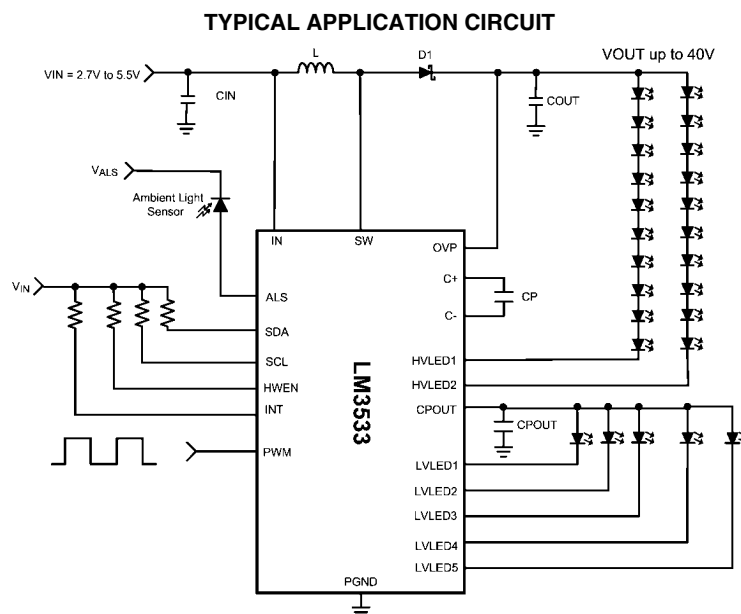 TYPICAL APPLICATION CIRCUIT
L
D1
VOUT up to 40V
VIN = 2.7V to 5.5V
CIN
COUT
VALS
Ambient Light
Sensor
IN
SW
OVP
C+
CP
C-
VIN
ALS
SDA
SCL
HWEN
INT
PWM
LM3533
HVLED1
HVLED2
CPOUT
CPOUT
LVLED1
LVLED2
LVLED3
LVLED4
LVLED5
PGND